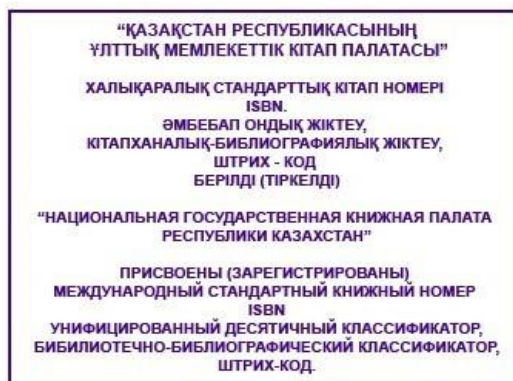 “ҚАЗАҚСТАН РЕСПУБЛИКАСЫНЫҢ
ҰЛТТЫҚ МЕМЛЕКЕТТІК КІТАП ПАЛАТАСЫ”
ХАЛЫҚАРАЛЫҚ СТАНДАРТТЫҚ КІТАП НОМЕРІ
ISBN.
ӘМБЕБАП ОНДЫҚ ЖІКТЕУ,
КІТАПХАНАЛЫҚ-БИБЛИОГРАФИЯЛЫҚ ЖІКТЕУ,
ШТРИХ - КОД
БЕРІЛДІ (ТІРКЕЛДІ)
“НАЦИОНАЛЬНАЯ ГОСУДАРСТВЕННАЯ КНИЖНАЯ ПАЛАТА
РЕСПУБЛИКИ КАЗАХСТАН”
ПРИСВОЕНЫ (ЗАРЕГИСТРИРОВАНЫ)
МЕЖДУНАРОДНЫЙ СТАНДАРТНЫЙ КНИЖНЫЙ НОМЕР
ISBN
УНИФИЦИРОВАННЫЙ ДЕСЯТИЧНЫЙ КЛАССИФИКАТОР,
БИБИЛИОТЕЧНО-БИБЛИОГРАФИЧЕСКИЙ КЛАССИФИКАТОР,
ШТРИХ-КОД.